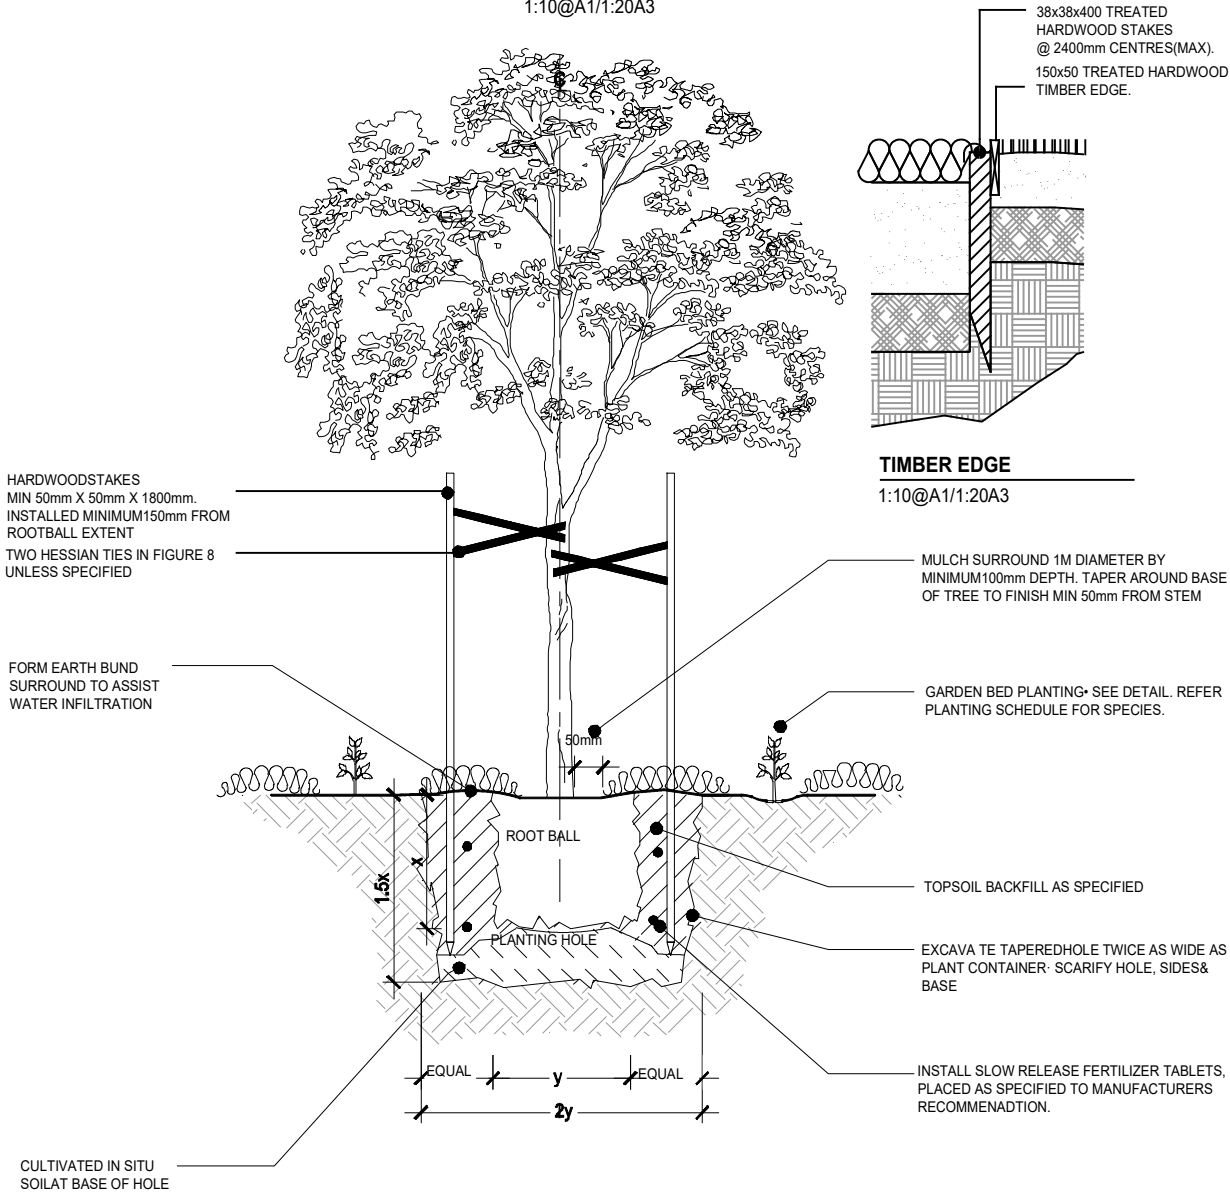 1:10@A1/1:20A3
38x38x400 TREATED
HARDWOOD STAKES
@ 2400mm CENTRES(MAX).
150x50 TREATED HARDWOOD
TIMBER EDGE.
TIMBER EDGE
1:10@A1/1:20A3
HARDWOODSTAKES
MIN 50mm X 50mm X 1800mm.
INSTALLED MINIMUM150mm FROM
ROOTBALL EXTENT
TWO HESSIAN TIES IN FIGURE 8
UNLESS SPECIFIED
MULCH SURROUND 1M DIAMETER BY
MINIMUM100mm DEPTH. TAPER AROUND BASE
OF TREE TO FINISH MIN 50mm FROM STEM
FORM EARTH BUND
SURROUND TO ASSIST
WATER INFILTRATION
GARDEN BED PLANTING• SEE DETAIL. REFER
PLANTING SCHEDULE FOR SPECIES.
50mm
ROOT BALL
x
1.5x
TOPSOIL BACKFILL AS SPECIFIED
PLANTING HOLE
EXCAVA TE TAPEREDHOLE TWICE AS WIDE AS
PLANT CONTAINER· SCARIFY HOLE, SIDES&
BASE
EQUAL
y
EQUAL
2y
INSTALL SLOW RELEASE FERTILIZER TABLETS,
PLACED AS SPECIFIED TO MANUFACTURERS
RECOMMENADTION.
CULTIVATED IN SITU
SOILAT BASE OF HOLE